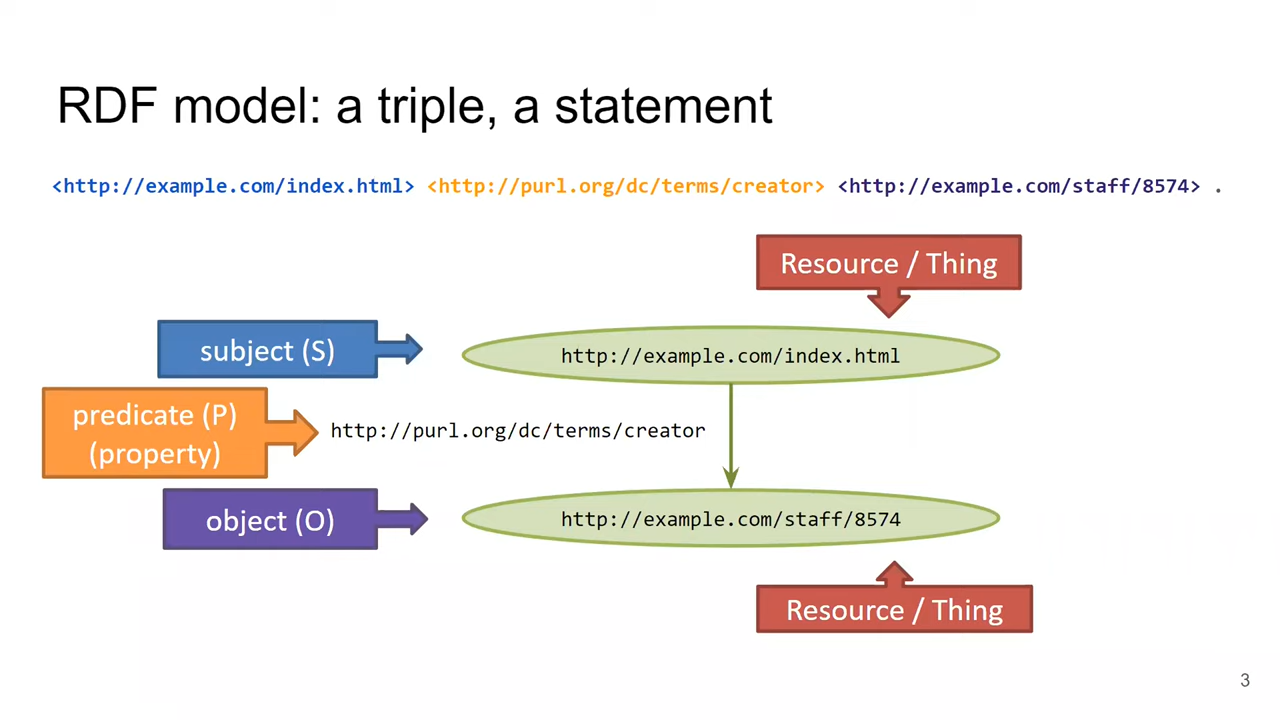 RDF model: a triple, a statement
<http://example.com/index.html> <http://purl.org/dc/terms/creator> <http://example.com/staff/8574> .
Resource / Thing
subject (S)
http://example.com/index.html
predicate (P)
(property)
http://purl.org/dc/terms/creator
object (O)
http://example.com/staff/8574
Resource / Thing
3